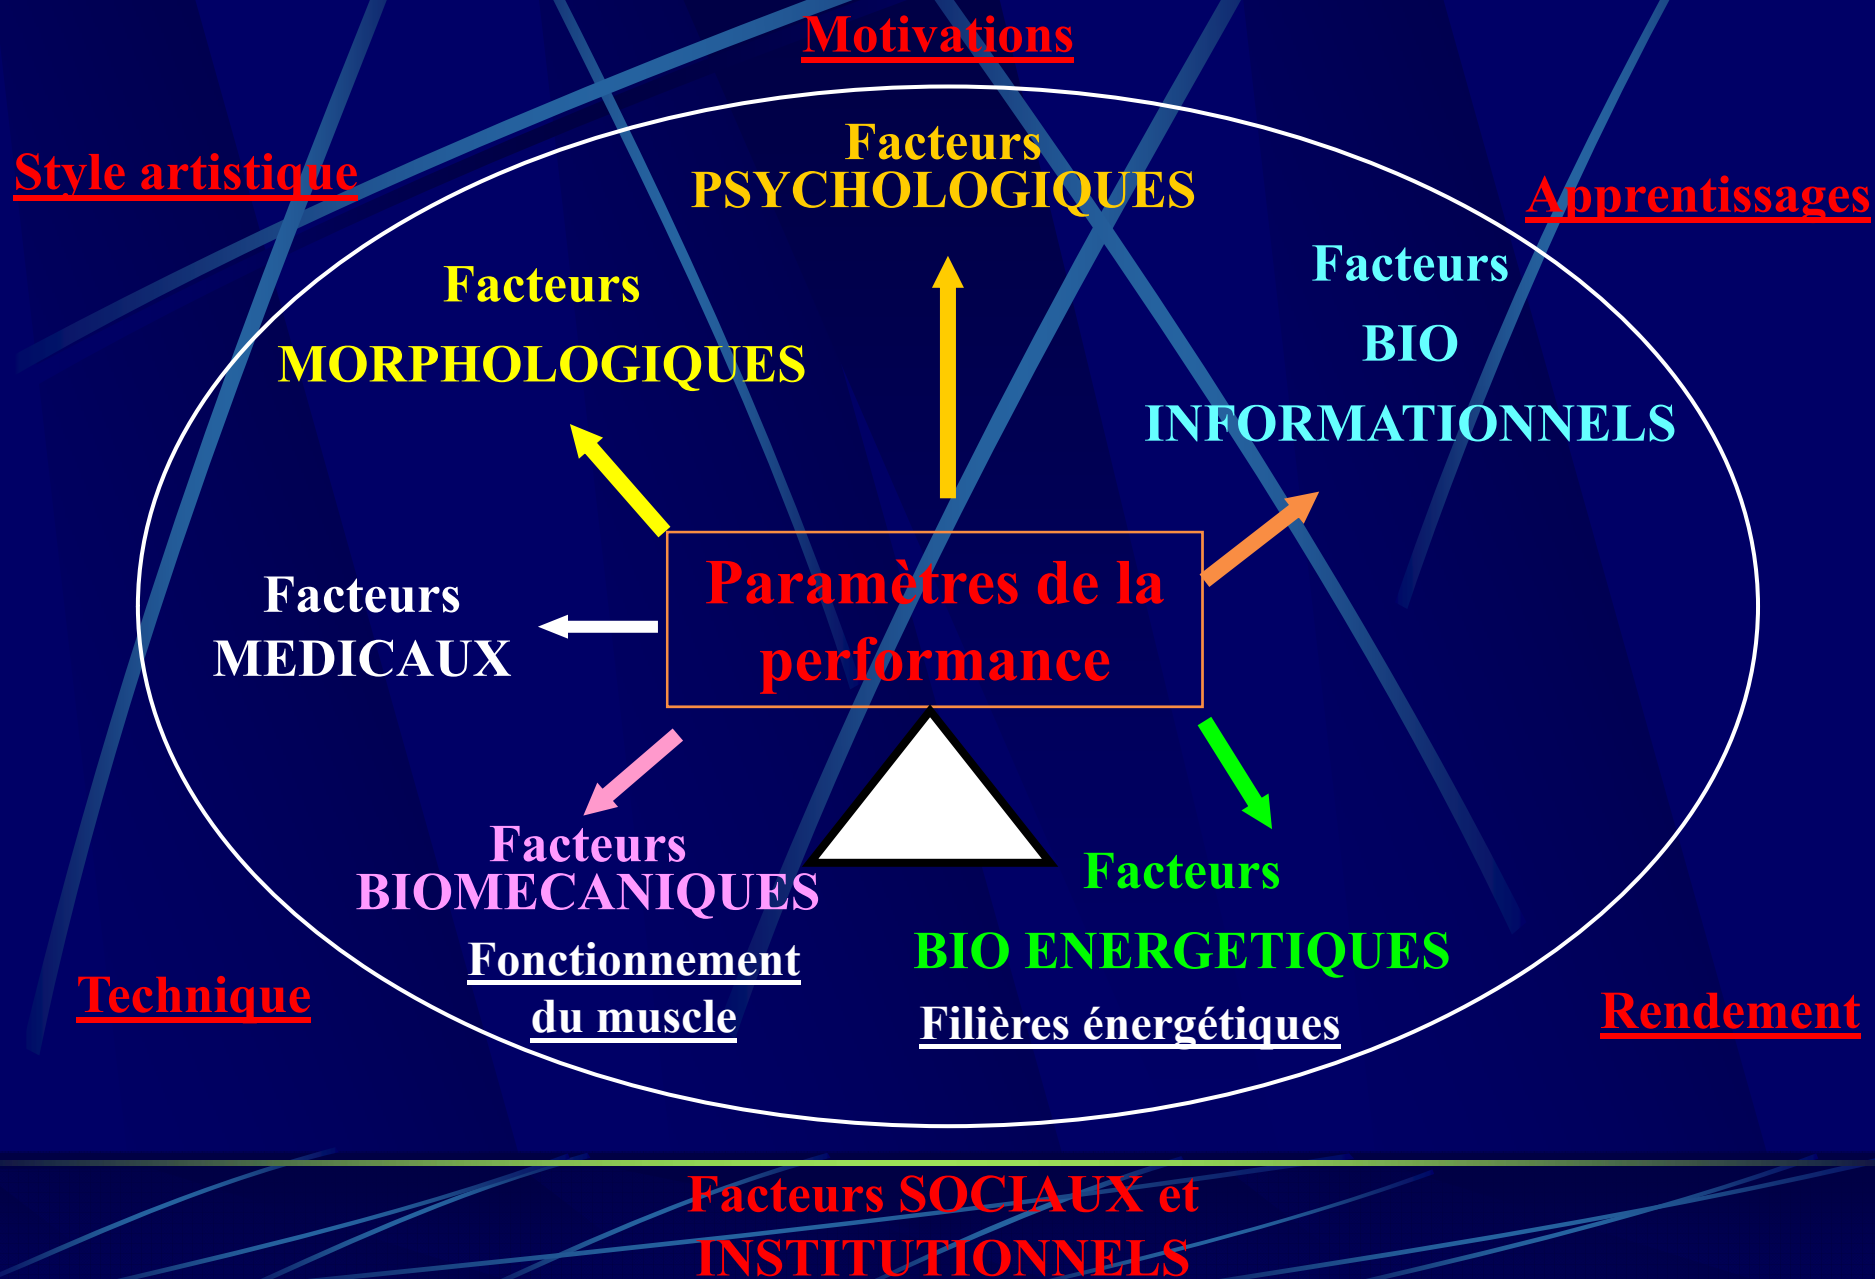 Motivations
Style artistique
Facteurs
PSYCHOLOGIQUES
Apprentissages
Facteurs
MORPHOLOGIQUES
Facteurs
BIO
INFORMATIONNELS
Paramètres de la
performance
Facteurs
MEDICAUX
Facteurs
BIOMECANIQUES
Fonctionnement
du muscle
Facteurs
BIO ENERGETIQUES
Filières énergétiques
Technique
Rendement
Facteurs SOCIAUX et
INSTITUTIONNELS